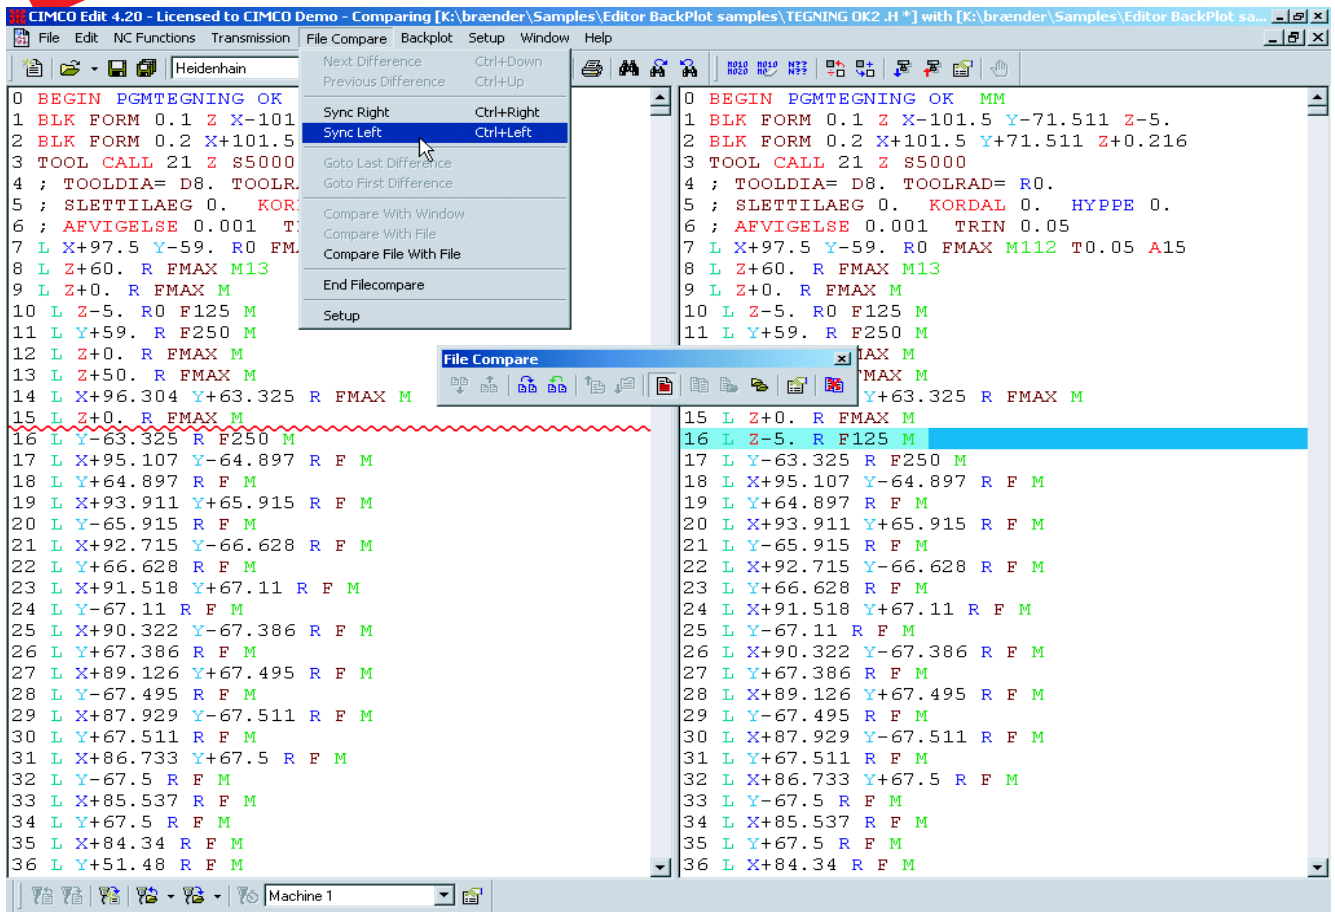 CIMCO Edit 4.20 - Licensed to CIMCO Demo - Comparing [K:\brænder\Samples\Editor BackPlot samples\TEGNING OK2 .H *] with [K:\brænder\Samples\Editor BackPlot sa...
File Edit NC Functions Transmission File Compare Backplot Setup Window Help
Heidenhain
Next Difference Ctrl+Down
Previous Difference Ctrl+Up
Sync Right Ctrl+Right
Sync Left Ctrl+Left
Goto Last Difference
Goto First Difference
Compare With Window
Compare With File
Compare File With File
End Filecompare
Setup
File Compare
0 BEGIN PGMTEGNING OK
1 BLK FORM 0.1 Z X-101
2 BLK FORM 0.2 X+101.5
3 TOOL CALL 21 Z S5000
4 ; TOOLDIA= D8. TOOLR
5 ; SLETTILAEG 0. KOR
6 ; AFVIGELSE 0.001 T
7 L X+97.5 Y-59. R0 FM
8 L Z+60. R FMAX M13
9 L Z+0. R FMAX M
10 L Z-5. R0 F125 M
11 L Y+59. R F250 M
12 L Z+0. R FMAX M
13 L Z+50. R FMAX M
14 L X+96.304 Y+63.325 R FMAX M
15 L Z+0. R FMAX M
16 L Y-63.325 R F250 M
17 L X+95.107 Y-64.897 R F M
18 L Y+64.897 R F M
19 L X+93.911 Y+65.915 R F M
20 L Y-65.915 R F M
21 L X+92.715 Y-66.628 R F M
22 L Y+66.628 R F M
23 L X+91.518 Y+67.11 R F M
24 L Y-67.11 R F M
25 L X+90.322 Y-67.386 R F M
26 L Y+67.386 R F M
27 L X+89.126 Y+67.495 R F M
28 L Y-67.495 R F M
29 L X+87.929 Y-67.511 R F M
30 L Y+67.511 R F M
31 L X+86.733 Y+67.5 R F M
32 L Y-67.5 R F M
33 L X+85.537 R F M
34 L Y+67.5 R F M
35 L X+84.34 R F M
36 L Y+51.48 R F M
0 BEGIN PGMTEGNING OK MM
1 BLK FORM 0.1 Z X-101.5 Y-71.511 Z-5.
2 BLK FORM 0.2 X+101.5 Y+71.511 Z+0.216
3 TOOL CALL 21 Z S5000
4 ; TOOLDIA= D8. TOOLRAD= R0.
5 ; SLETTILAEG 0. KORDAL 0. HYPPE 0.
6 ; AFVIGELSE 0.001 TRIN 0.05
7 L X+97.5 Y-59. R0 FMAX M112 T0.05 A15
8 L Z+60. R FMAX M13
9 L Z+0. R FMAX M
10 L Z-5. R0 F125 M
11 L Y+59. R F250 M
AX M
MAX M
Y+63.325 R FMAX M
15 L Z+0. R FMAX M
16 L Z-5. R F125 M
17 L Y-63.325 R F250 M
18 L X+95.107 Y-64.897 R F M
19 L Y+64.897 R F M
20 L X+93.911 Y+65.915 R F M
21 L Y-65.915 R F M
22 L X+92.715 Y-66.628 R F M
23 L Y+66.628 R F M
24 L X+91.518 Y+67.11 R F M
25 L Y-67.11 R F M
26 L X+90.322 Y-67.386 R F M
27 L Y+67.386 R F M
28 L X+89.126 Y+67.495 R F M
29 L Y-67.495 R F M
30 L X+87.929 Y-67.511 R F M
31 L Y+67.511 R F M
32 L X+86.733 Y+67.5 R F M
33 L Y-67.5 R F M
34 L X+85.537 R F M
35 L Y+67.5 R F M
36 L X+84.34 R F M
Machine 1